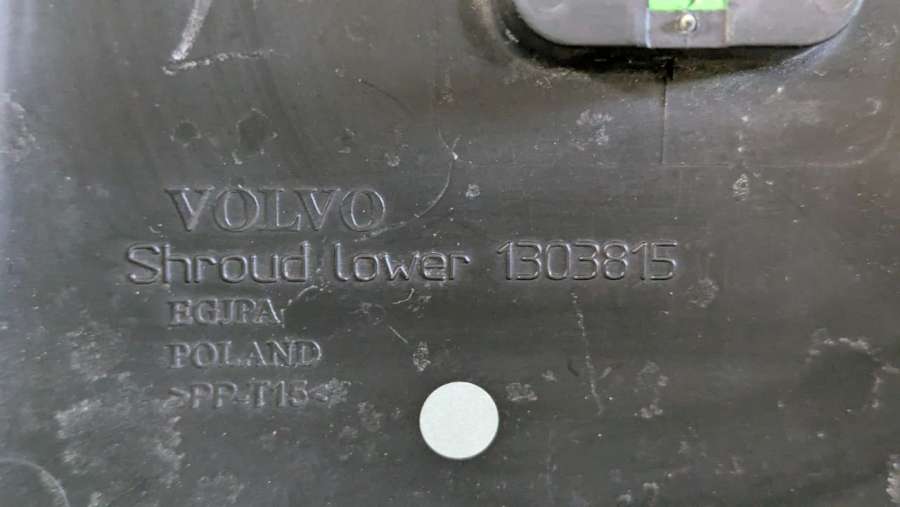 VOLVO
Shroud lower 1303815
EGJPA
POLAND
>PP-T15<